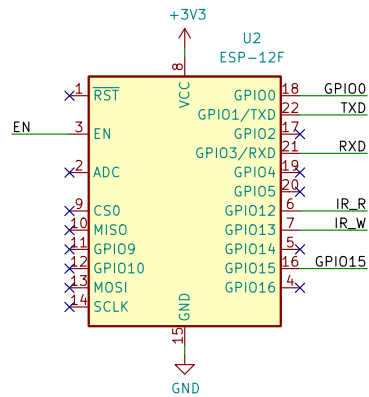 +3V3
U2
ESP-12F
8
VCC
1 RST GPIO0 18 GPIO0
GPIO1/TXD 22 TXD
EN 3 EN GPIO2 17
GPIO3/RXD 21 RXD
2 ADC GPIO4 19
GPIO5 20
9 CS0 GPIO12 6 IR_R
10 MISO GPIO13 7 IR_W
11 GPIO9 GPIO14 5
12 GPIO10 GPIO15 16 GPIO15
13 MOSI GPIO16 4
14 SCLK
GND
15
GND